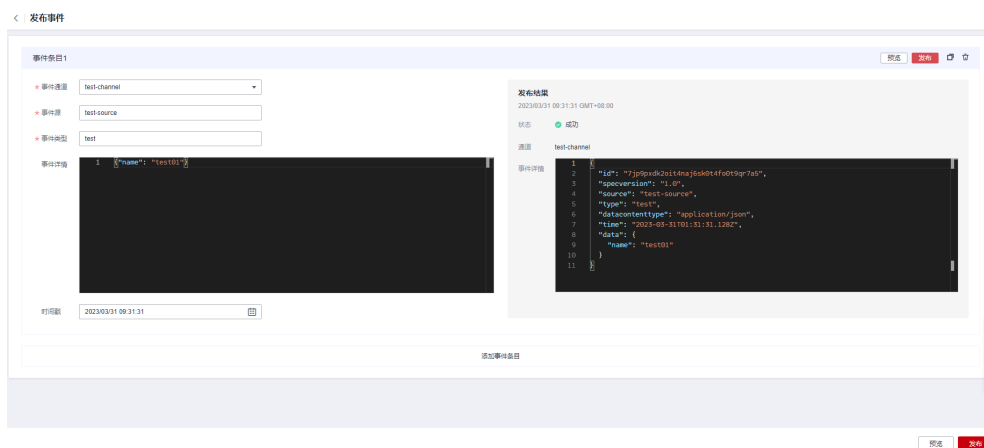 发布事件
事件条目1
预览
发布
* 事件通道
test-channel
* 事件源
test-source
* 事件类型
test
事件详情
1 {"name": "test01"}
时间戳
2023/03/31 09:31:31
发布结果
2023/03/31 09:31:31 GMT+08:00
状态
成功
通道
test-channel
事件详情
1 {
2 "id": "7jp9pxdk2oit4naj6sk0t4fo0t9qr7a5",
3 "specversion": "1.0",
4 "source": "test-source",
5 "type": "test",
6 "datacontenttype": "application/json",
7 "time": "2023-03-31T01:31:31.128Z",
8 "data": {
9 "name": "test01"
10 }
11 }
添加事件条目
预览
发布